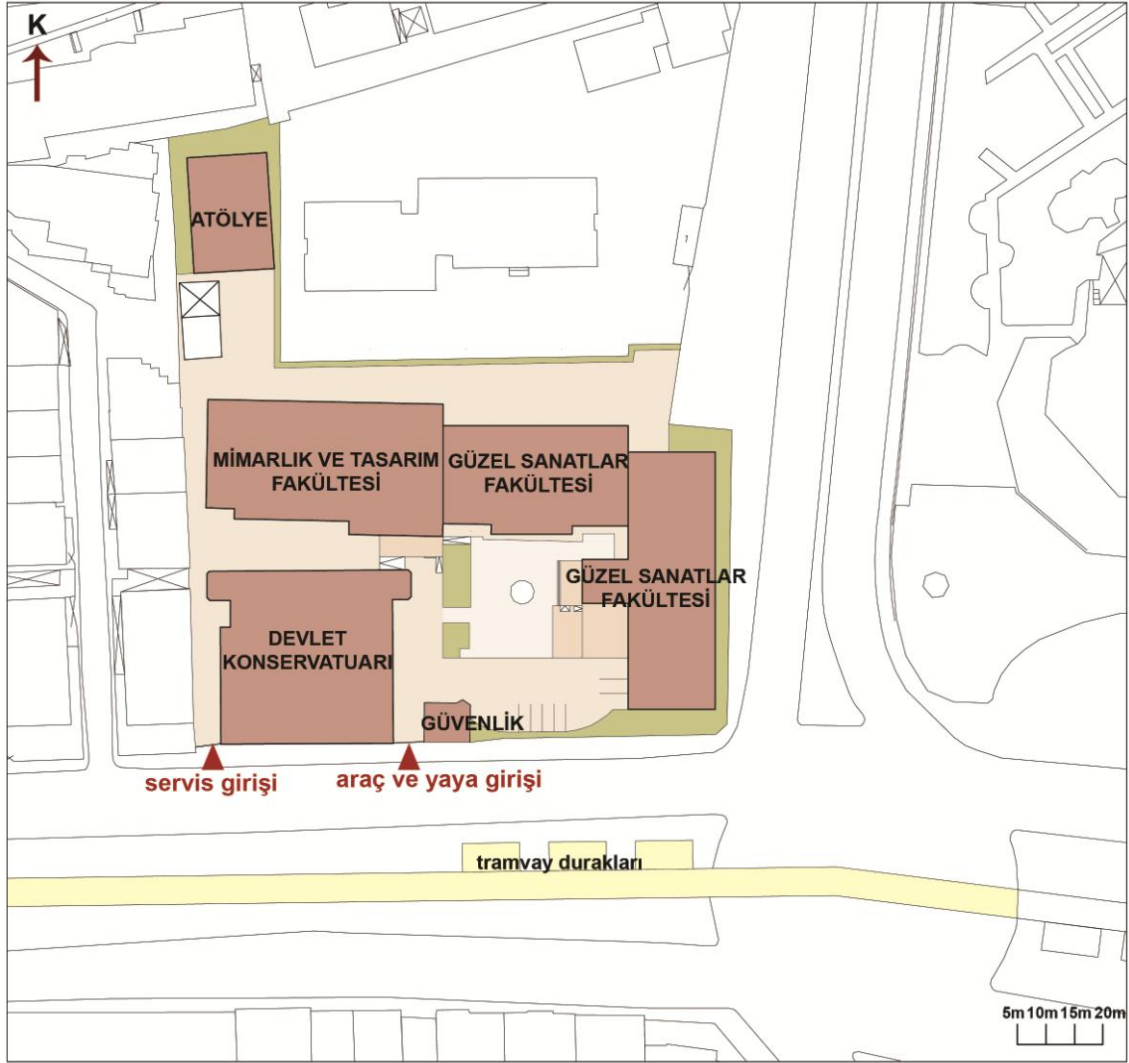 K
ATÖLYE
1
MİMARLIK VE TASARIM
FAKÜLTESİ
GÜZEL SANATLAR
FAKÜLTESİ
GÜZEL SANATLAR
FAKÜLTESİ
DEVLET
KONSERVATUARI
GÜVENLİK
servis girişi
araç ve yaya girişi
tramvay durakları
5m 10m 15m 20m